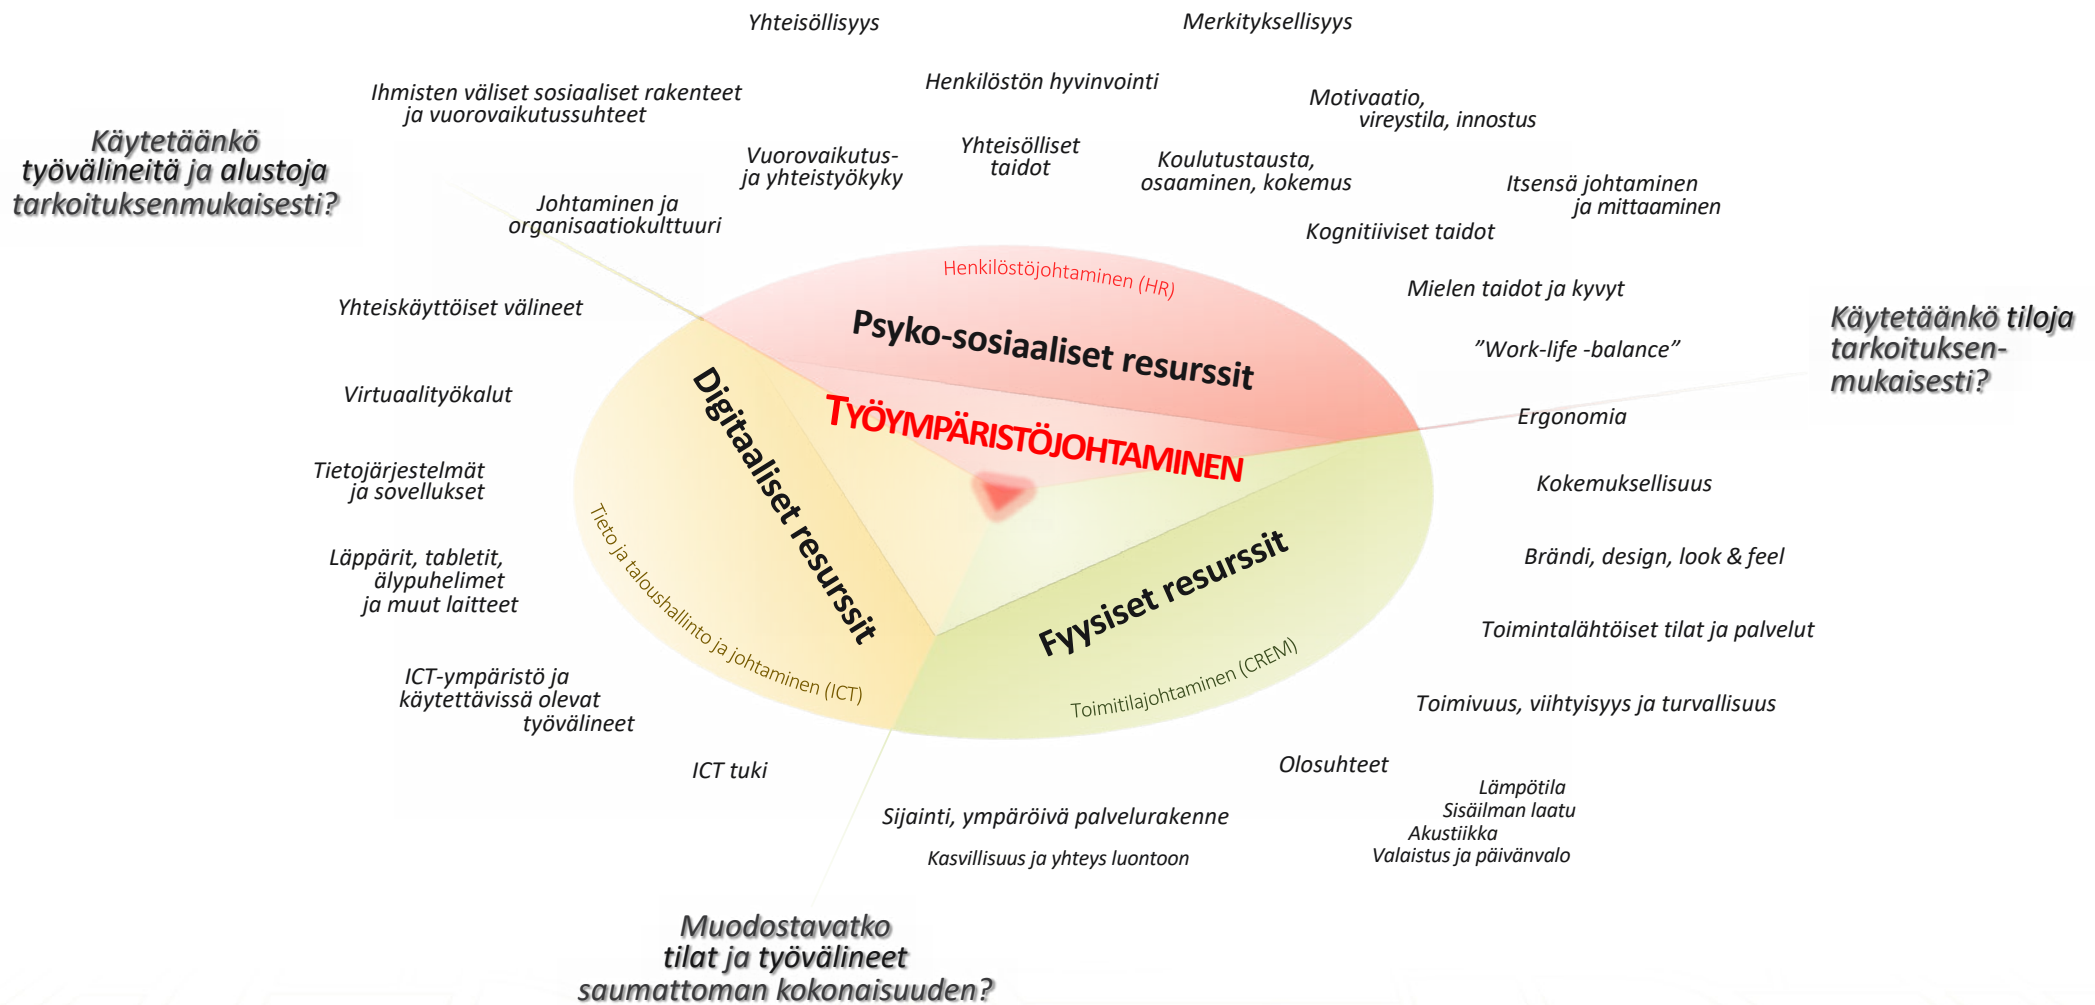 Yhteisöllisyys
Merkityksellisyys
Henkilöstön hyvinvointi
Ihmisten väliset sosiaaliset rakenteet
ja vuorovaikutussuhteet
Motivaatio,
vireystila, innostus
Käytetäänkö
työvälineitä ja alustoja
tarkoituksenmukaisesti?
Vuorovaikutus-
ja yhteistyökyky
Yhteisölliset
taidot
Koulutustausta,
osaaminen, kokemus
Itsensä johtaminen
ja mittaaminen
Johtaminen ja
organisaatiokulttuuri
Kognitiiviset taidot
Henkilöstöjohtaminen (HR)
Mielen taidot ja kyvyt
Yhteiskäyttöiset välineet
Psyko-sosiaaliset resurssit
Käytetäänkö tiloja
tarkoituksen-
mukaisesti?
”Work-life -balance”
Virtuaalityökalut
Digitaaliset resurssit
TYÖYMPÄRISTÖJOHTAMINEN
Ergonomia
Tietojärjestelmät
ja sovellukset
Kokemuksellisuus
Tieto ja taloushallinto ja johtaminen (ICT)
Fyysiset resurssit
Läppärit, tabletit,
älypuhelimet
ja muut laitteet
Brändi, design, look & feel
Toimintalähtöiset tilat ja palvelut
Toimitilajohtaminen (CREM)
ICT-ympäristö ja
käytettävissä olevat
työvälineet
Toimivuus, viihtyisyys ja turvallisuus
ICT tuki
Olosuhteet
Lämpötila
Sisäilman laatu
Akustiikka
Valaistus ja päivänvalo
Sijainti, ympäröivä palvelurakenne
Kasvillisuus ja yhteys luontoon
Muodostavatko
tilat ja työvälineet
saumattoman kokonaisuuden?